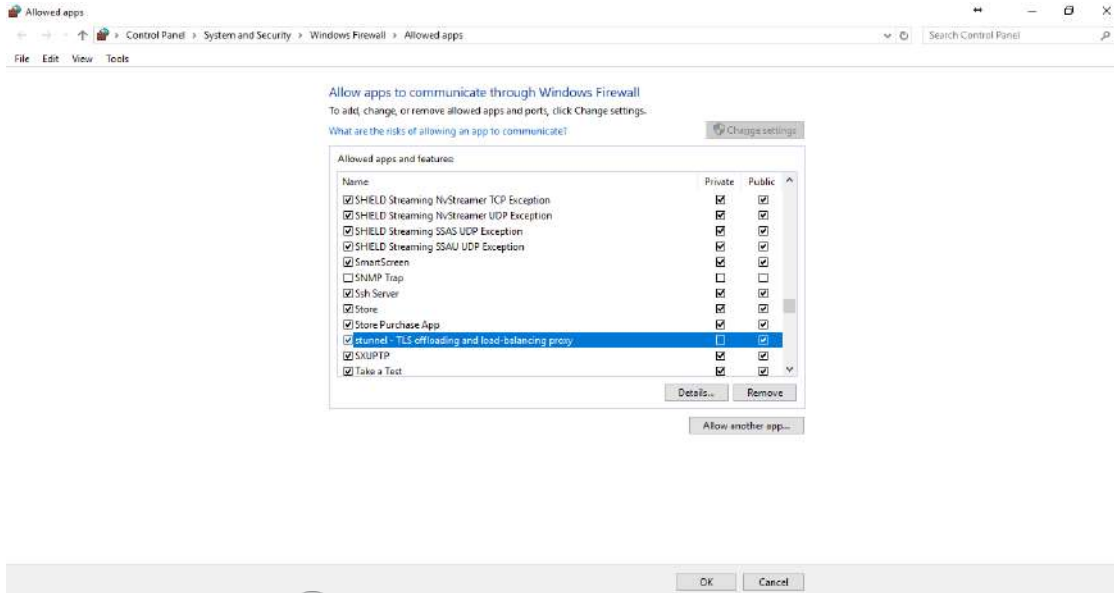 Allowed apps
Control Panel > System and Security > Windows Firewall > Allowed apps
Search Control Panel
File Edit View Tools
Allow apps to communicate through Windows Firewall
To add, change, or remove allowed apps and ports, click Change settings.
What are the risks of allowing an app to communicate?
Change settings
Allowed apps and features:
Name Private Public
SHIELD Streaming NvStreamer TCP Exception
SHIELD Streaming NvStreamer UDP Exception
SHIELD Streaming SSAS UDP Exception
SHIELD Streaming SSAU UDP Exception
SmartScreen
SNMP Trap
Ssh Server
Store
Store Purchase App
stunnel - TLS offloading and load-balancing proxy
SXUPTP
Take a Test
Details... Remove
Allow another app...
OK Cancel